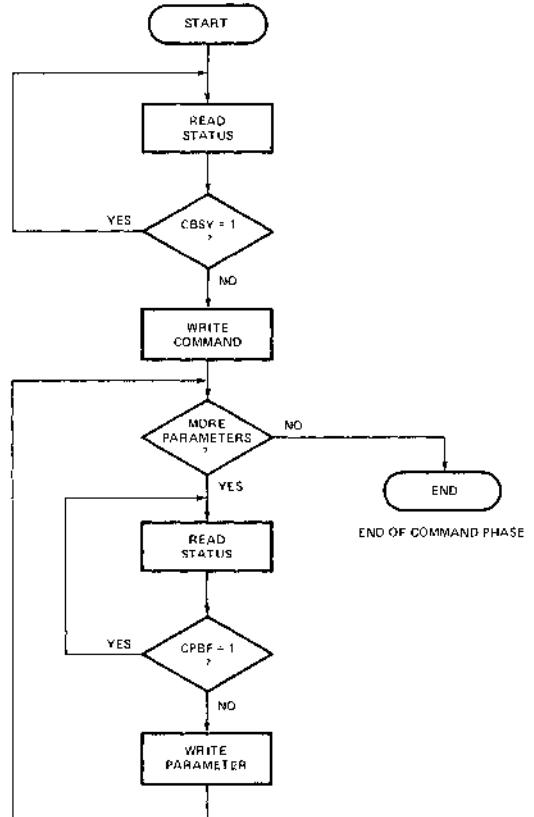 START
READ
STATUS
YES
CBSY = 1
?
NO
WRITE
COMMAND
MORE
PARAMETERS
?
NO
YES
END
END OF COMMAND PHASE
READ
STATUS
YES
CPBF = 1
?
NO
WRITE
PARAMETER